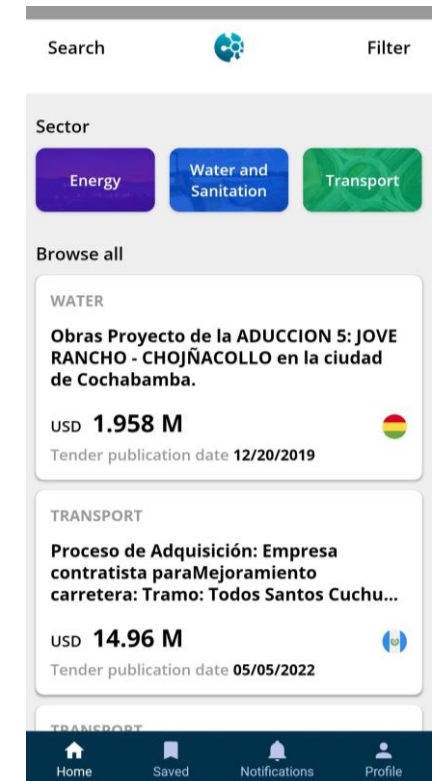 Search Filter
Sector
Energy
Water and
Sanitation
Transport
Browse all
WATER
Obras Proyecto de la ADUCCION 5: JOVE
RANCHO - CHOJÑACOLLO en la ciudad
de Cochabamba.
USD 1.958 M
Tender publication date 12/20/2019
TRANSPORT
Proceso de Adquisición: Empresa
contratista paraMejoramiento
carretera: Tramo: Todos Santos Cuchu...
USD 14.96 M
Tender publication date 05/05/2022
TRANSPORT
Home Saved Notifications Profile